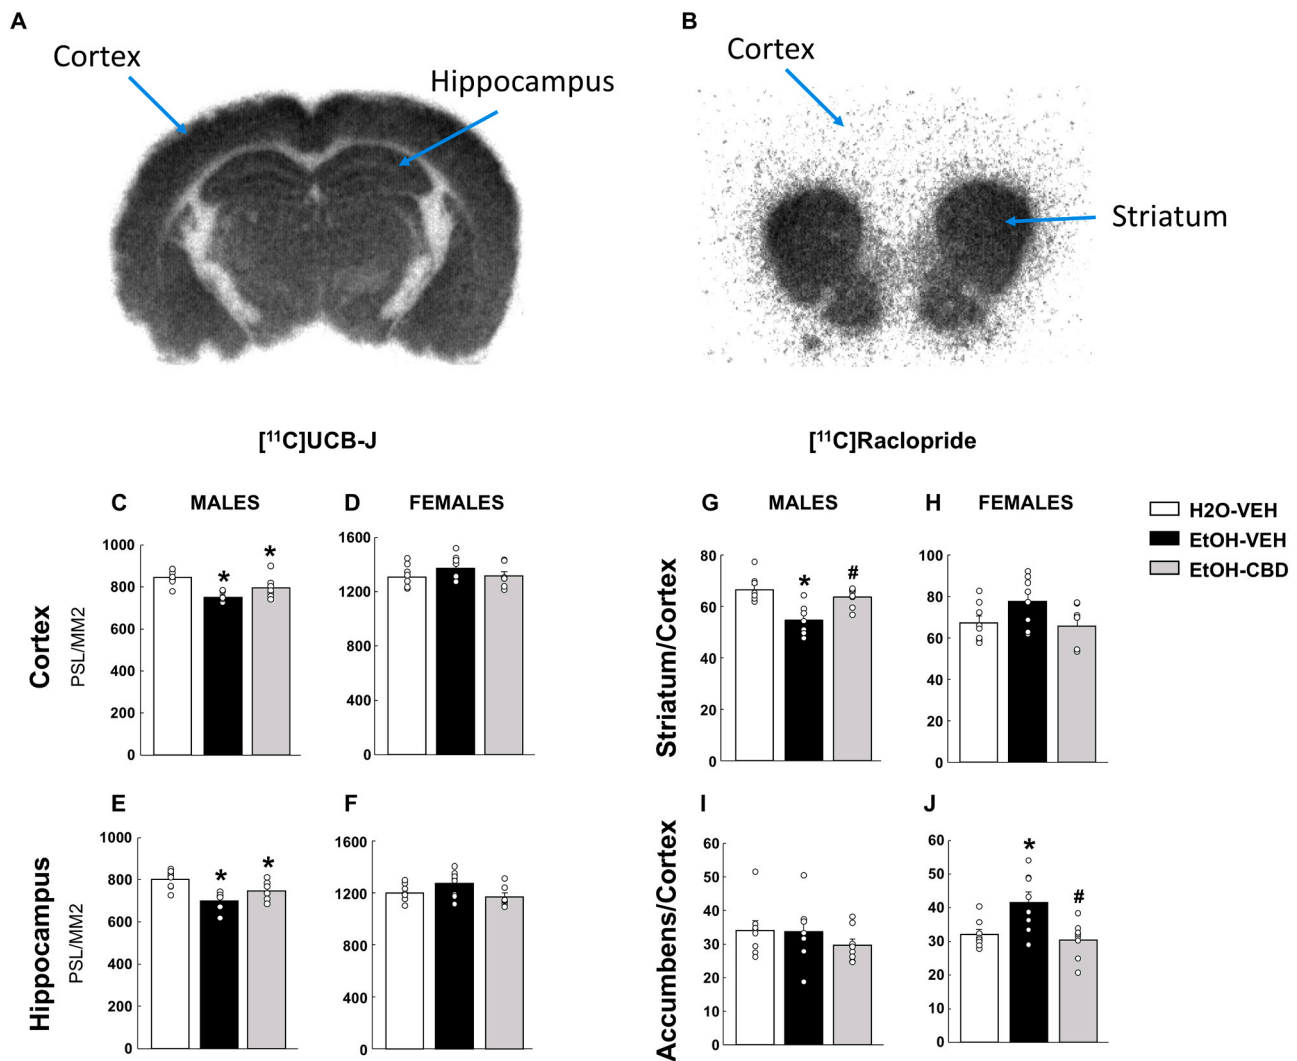 A
B
Cortex
Hippocampus
Cortex
Striatum
[¹¹C]UCB-J
[¹¹C]Raclopride
C MALES
D FEMALES
G MALES
H FEMALES
H2O-VEH
EtOH-VEH
EtOH-CBD
Cortex
PSL/MM2
1000
800
600
400
200
0
*
*
1600
1200
800
400
0
Striatum/Cortex
80
60
40
20
0
*
#
100
80
60
40
20
0
E
F
I
J
Hippocampus
PSL/MM2
1000
800
600
400
200
0
*
*
1600
1200
800
400
0
Accumbens/Cortex
60
50
40
30
20
10
0
60
50
40
30
20
10
0
*
#